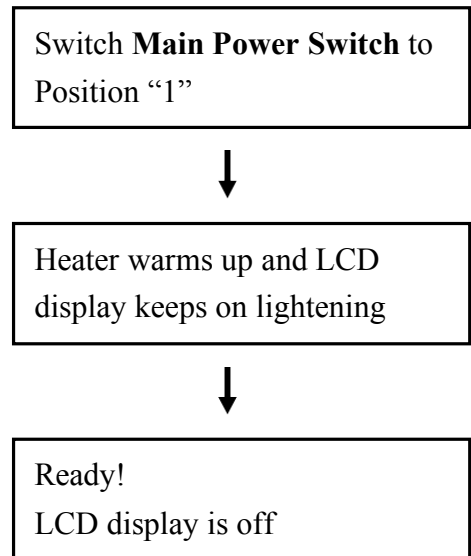 Switch Main Power Switch to
Position “1”
Heater warms up and LCD
display keeps on lightening
Ready!
LCD display is off